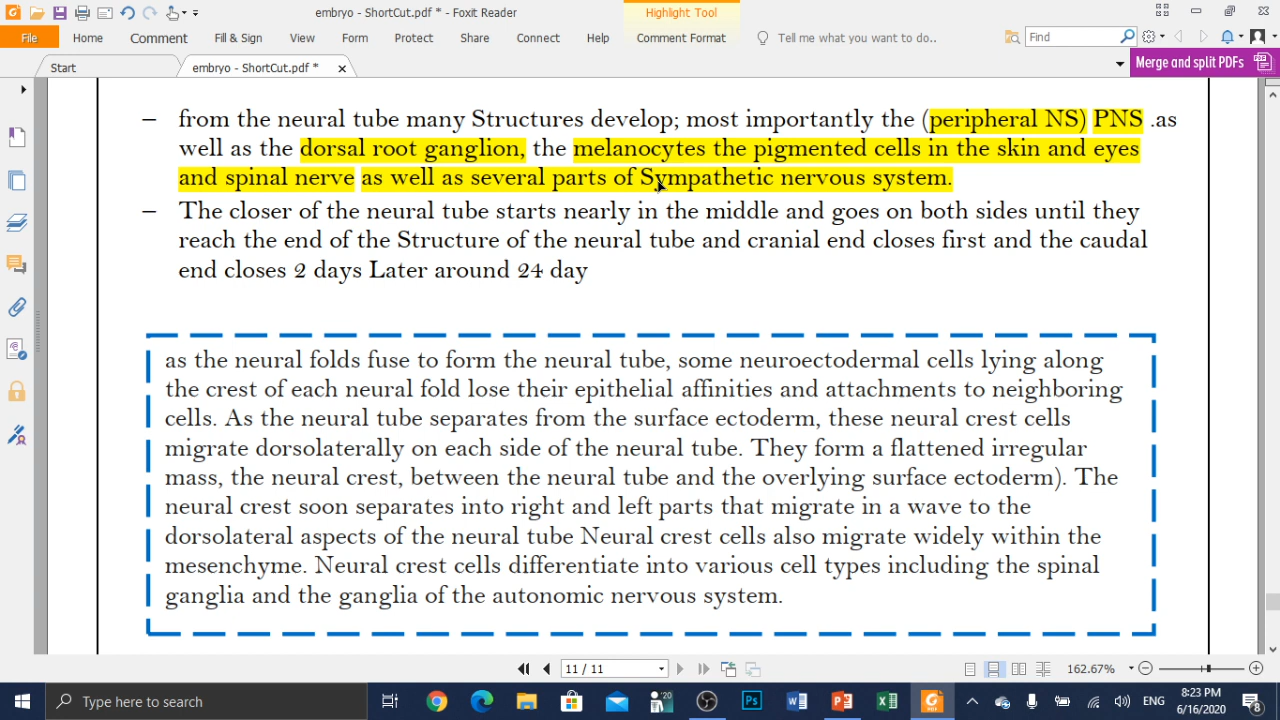 embryo - ShortCut.pdf * - Foxit Reader
Highlight Tool
File Home Comment Fill & Sign View Form Protect Share Connect Help Comment Format Tell me what you want to do.. Find
Start embryo - ShortCut.pdf * Merge and split PDFs
– from the neural tube many Structures develop; most importantly the (peripheral NS) PNS .as
well as the dorsal root ganglion, the melanocytes the pigmented cells in the skin and eyes
and spinal nerve as well as several parts of Sympathetic nervous system.
– The closer of the neural tube starts nearly in the middle and goes on both sides until they
reach the end of the Structure of the neural tube and cranial end closes first and the caudal
end closes 2 days Later around 24 day
as the neural folds fuse to form the neural tube, some neuroectodermal cells lying along
the crest of each neural fold lose their epithelial affinities and attachments to neighboring
cells. As the neural tube separates from the surface ectoderm, these neural crest cells
migrate dorsolaterally on each side of the neural tube. They form a flattened irregular
mass, the neural crest, between the neural tube and the overlying surface ectoderm). The
neural crest soon separates into right and left parts that migrate in a wave to the
dorsolateral aspects of the neural tube Neural crest cells also migrate widely within the
mesenchyme. Neural crest cells differentiate into various cell types including the spinal
ganglia and the ganglia of the autonomic nervous system.
11 / 11 162.67%
Type here to search ENG 8:23 PM
6/16/2020 8